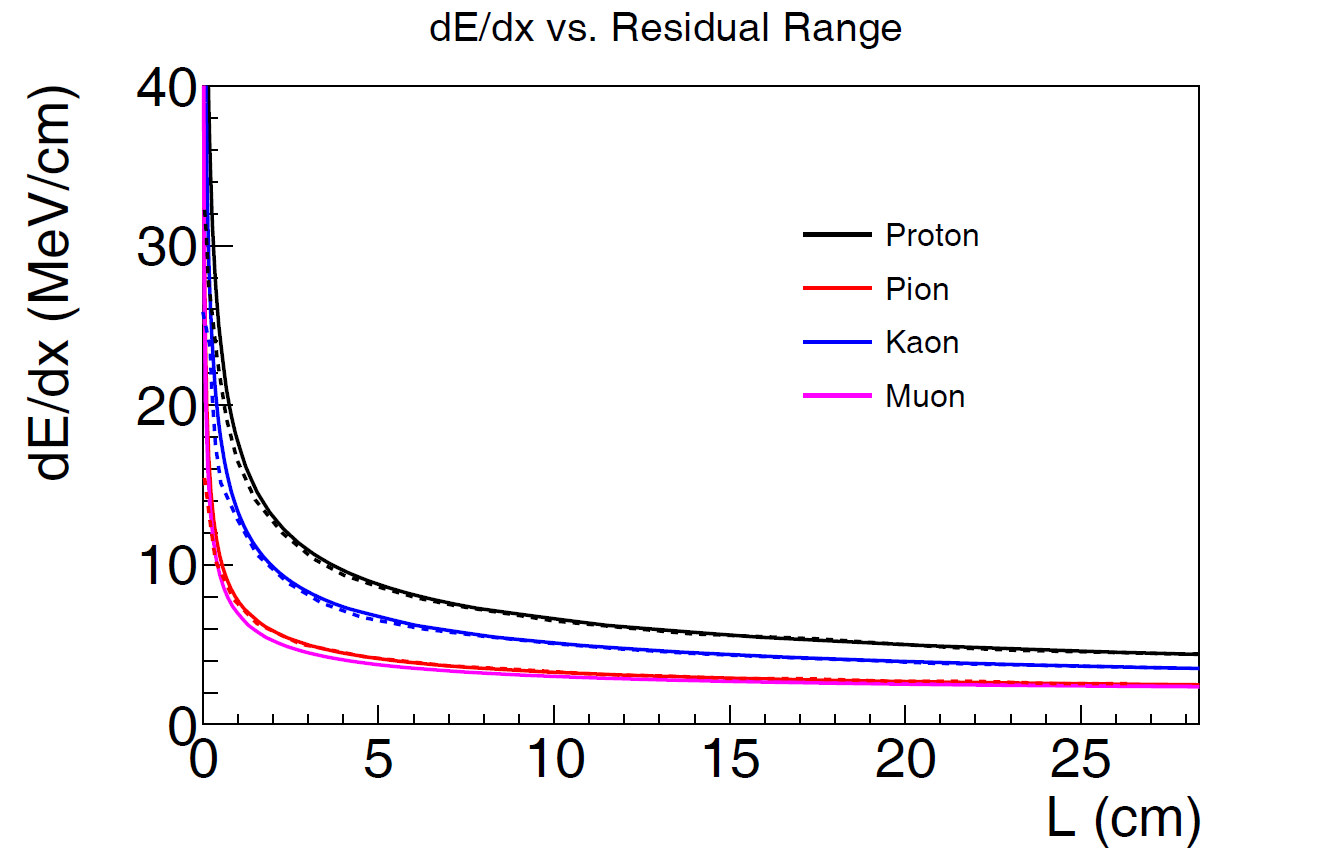 dE/dx vs. Residual Range
dE/dx (MeV/cm)
40
30
20
10
0
Proton
Pion
Kaon
Muon
0 5 10 15 20 25
L (cm)